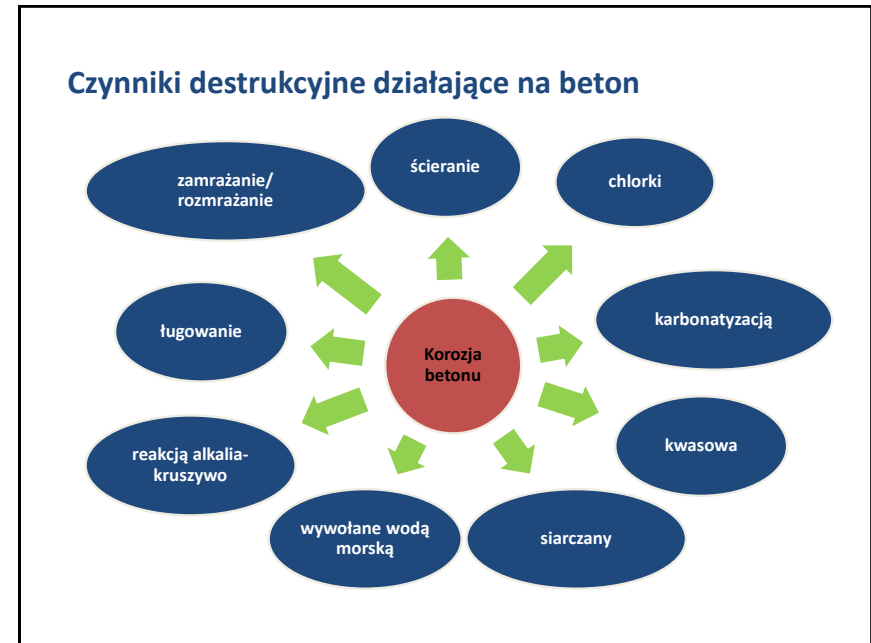 Czynniki destrukcyjne działające na beton
zamrażanie/
rozmrażanie
ścieranie
chlorki
ługowanie
Korozja
betonu
karbonatyzacją
reakcją alkalia-
kruszywo
kwasowa
wywołane wodą
morską
siarczany